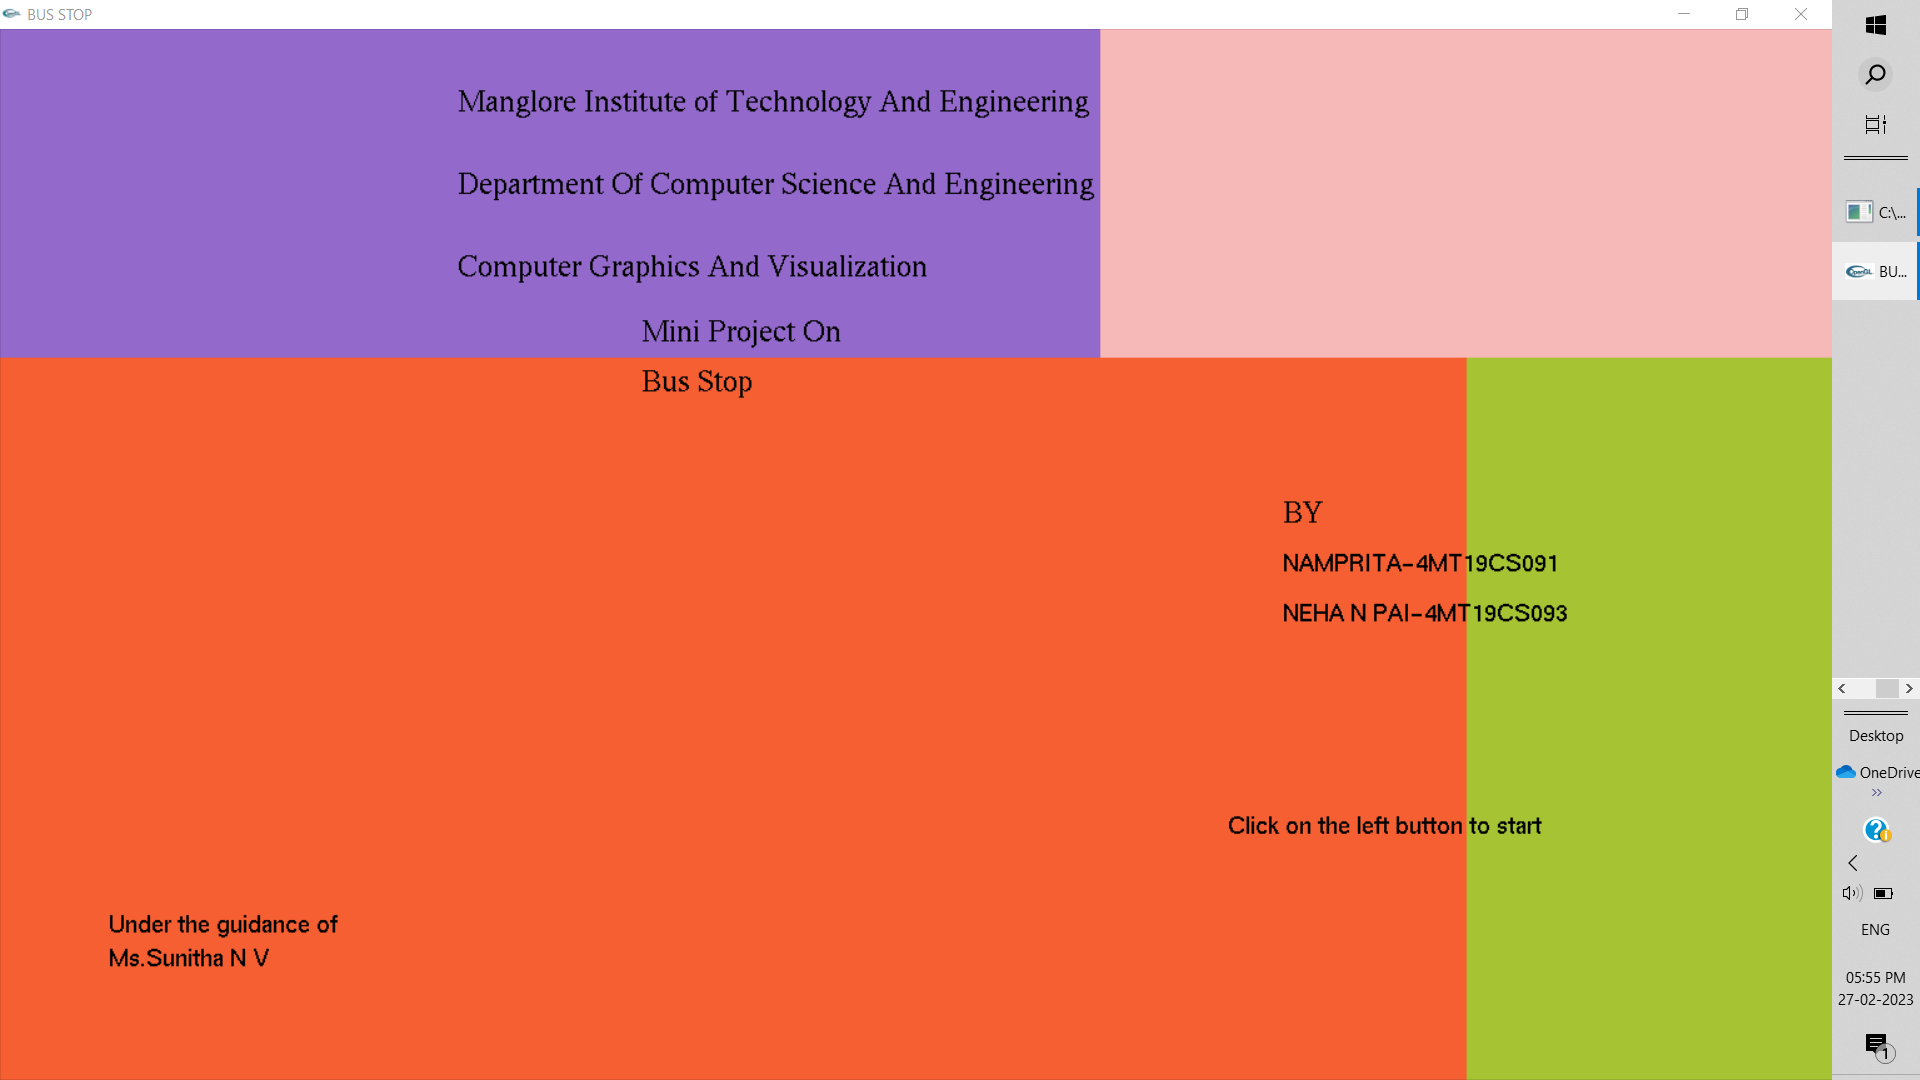 BUS STOP
Manglore Institute of Technology And Engineering
Department Of Computer Science And Engineering
Computer Graphics And Visualization
Mini Project On
Bus Stop
BY
NAMPRITA-4MT19CS091
NEHA N PAI-4MT19CS093
Click on the left button to start
Under the guidance of
Ms.Sunitha N V
C:\...
OpenGL BU...
Desktop
OneDrive
ENG
05:55 PM
27-02-2023
1